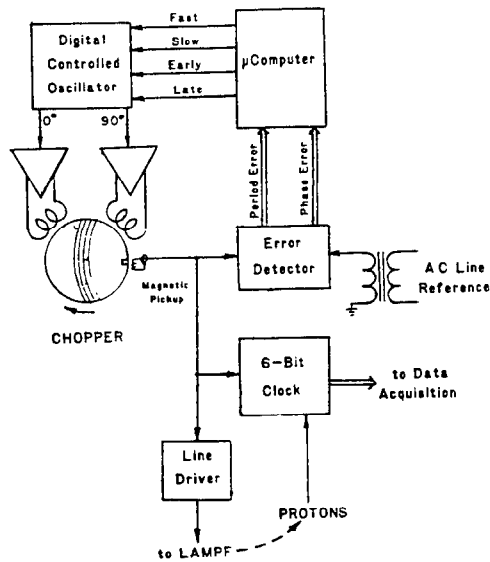 Digital
Controlled
Oscillator
Fast
Slow
Early
Late
μComputer
0°
90°
Period Error
Phase Error
Error
Detector
AC Line
Reference
Magnetic
Pickup
CHOPPER
6-Bit
Clock
to Data
Acquisition
Line
Driver
PROTONS
to LAMPF